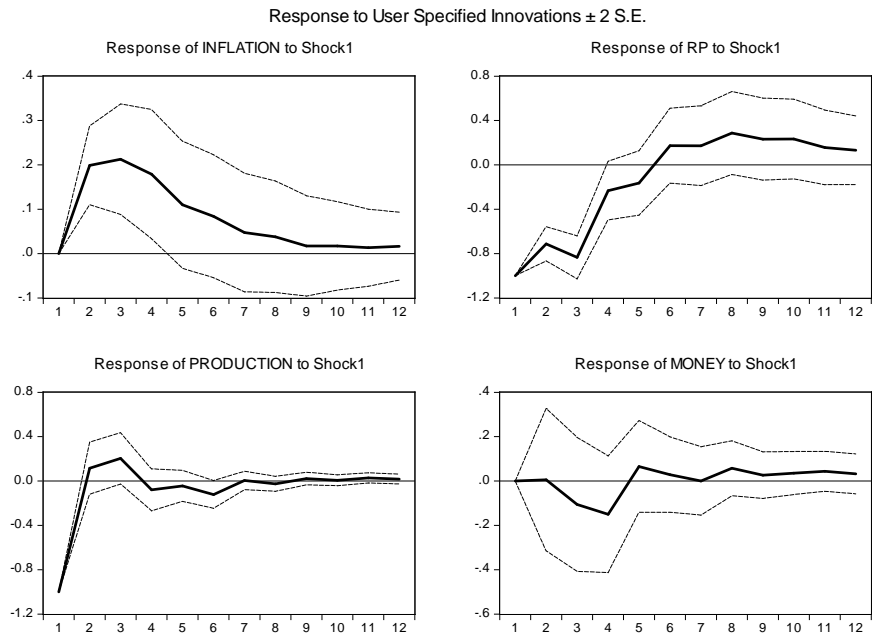 Response to User Specified Innovations ± 2 S.E.
Response of INFLATION to Shock1
.4
.3
.2
.1
.0
-.1
1 2 3 4 5 6 7 8 9 10 11 12
Response of RP to Shock1
0.8
0.4
0.0
-0.4
-0.8
-1.2
1 2 3 4 5 6 7 8 9 10 11 12
Response of PRODUCTION to Shock1
0.8
0.4
0.0
-0.4
-0.8
-1.2
1 2 3 4 5 6 7 8 9 10 11 12
Response of MONEY to Shock1
.4
.2
.0
-.2
-.4
-.6
1 2 3 4 5 6 7 8 9 10 11 12